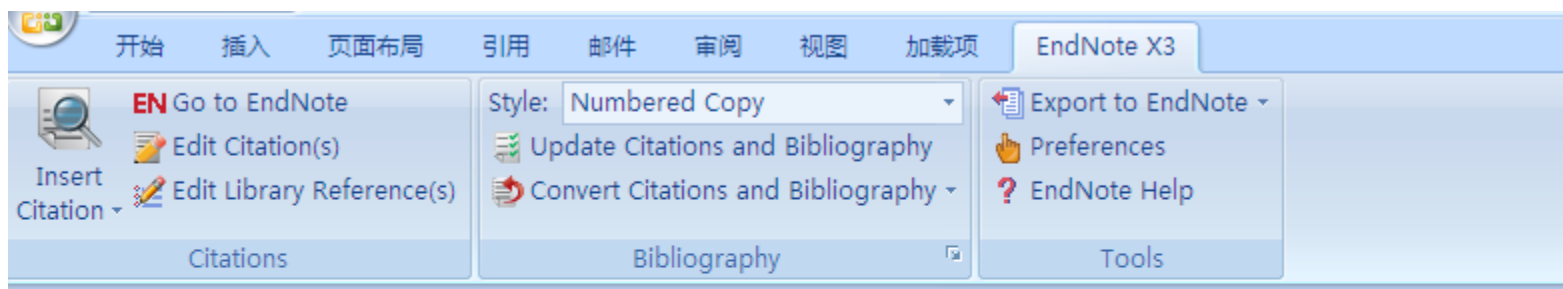 开始 插入 页面布局 引用 邮件 审阅 视图 加载项 EndNote X3
Insert Citation
EN Go to EndNote
Edit Citation(s)
Edit Library Reference(s)
Citations
Style: Numbered Copy
Update Citations and Bibliography
Convert Citations and Bibliography
Bibliography
Export to EndNote
Preferences
? EndNote Help
Tools